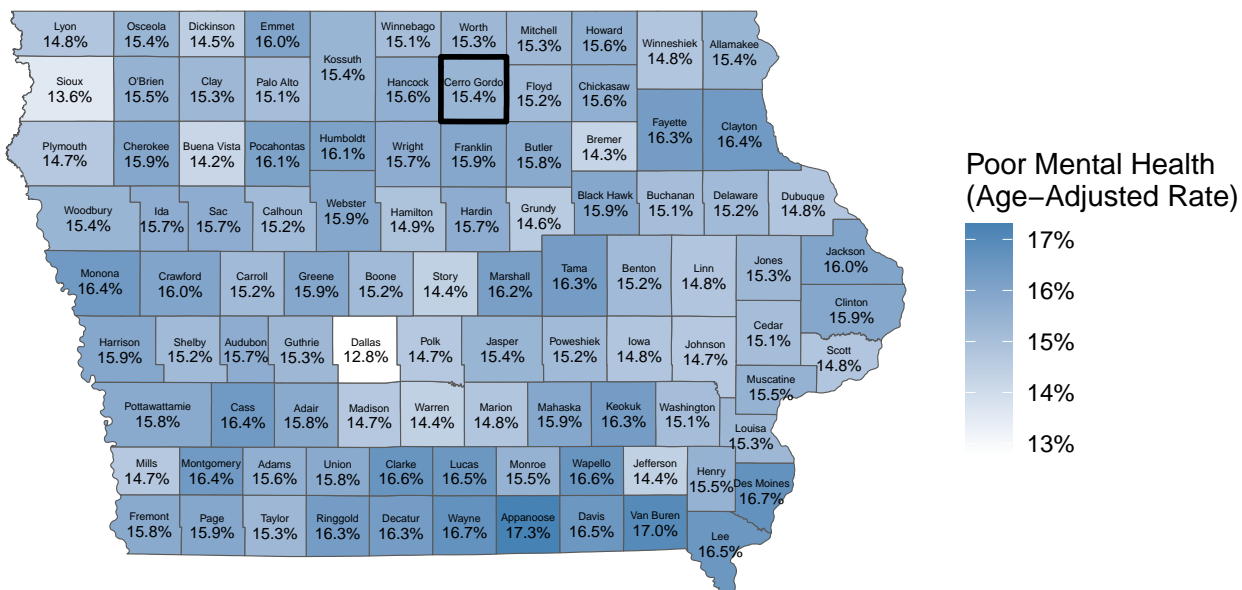 Lyon
14.8%
Osceola
15.4%
Dickinson
14.5%
Emmet
16.0%
Kossuth
15.4%
Winnebago
15.1%
Worth
15.3%
Mitchell
15.3%
Howard
15.6%
Winneshiek
14.8%
Allamakee
15.4%
Sioux
13.6%
O'Brien
15.5%
Clay
15.3%
Palo Alto
15.1%
Hancock
15.6%
Cerro Gordo
15.4%
Floyd
15.2%
Chickasaw
15.6%
Fayette
16.3%
Clayton
16.4%
Plymouth
14.7%
Cherokee
15.9%
Buena Vista
14.2%
Pocahontas
16.1%
Humboldt
16.1%
Wright
15.7%
Franklin
15.9%
Butler
15.8%
Bremer
14.3%
Woodbury
15.4%
Ida
15.7%
Sac
15.7%
Calhoun
15.2%
Webster
15.9%
Hamilton
14.9%
Hardin
15.7%
Grundy
14.6%
Black Hawk
15.9%
Buchanan
15.1%
Delaware
15.2%
Dubuque
14.8%
Monona
16.4%
Crawford
16.0%
Carroll
15.2%
Greene
15.9%
Boone
15.2%
Story
14.4%
Marshall
16.2%
Tama
16.3%
Benton
15.2%
Linn
14.8%
Jones
15.3%
Jackson
16.0%
Clinton
15.9%
Harrison
15.9%
Shelby
15.2%
Audubon
15.7%
Guthrie
15.3%
Dallas
12.8%
Polk
14.7%
Jasper
15.4%
Poweshiek
15.2%
Iowa
14.8%
Johnson
14.7%
Cedar
15.1%
Scott
14.8%
Muscatine
15.5%
Pottawattamie
15.8%
Cass
16.4%
Adair
15.8%
Madison
14.7%
Warren
14.4%
Marion
14.8%
Mahaska
15.9%
Keokuk
16.3%
Washington
15.1%
Louisa
15.3%
Mills
14.7%
Montgomery
16.4%
Adams
15.6%
Union
15.8%
Clarke
16.6%
Lucas
16.5%
Monroe
15.5%
Wapello
16.6%
Jefferson
14.4%
Henry
15.5%
Des Moines
16.7%
Fremont
15.8%
Page
15.9%
Taylor
15.3%
Ringgold
16.3%
Decatur
16.3%
Wayne
16.7%
Appanoose
17.3%
Davis
16.5%
Van Buren
17.0%
Lee
16.5%
Poor Mental Health
(Age−Adjusted Rate)
17%
16%
15%
14%
13%